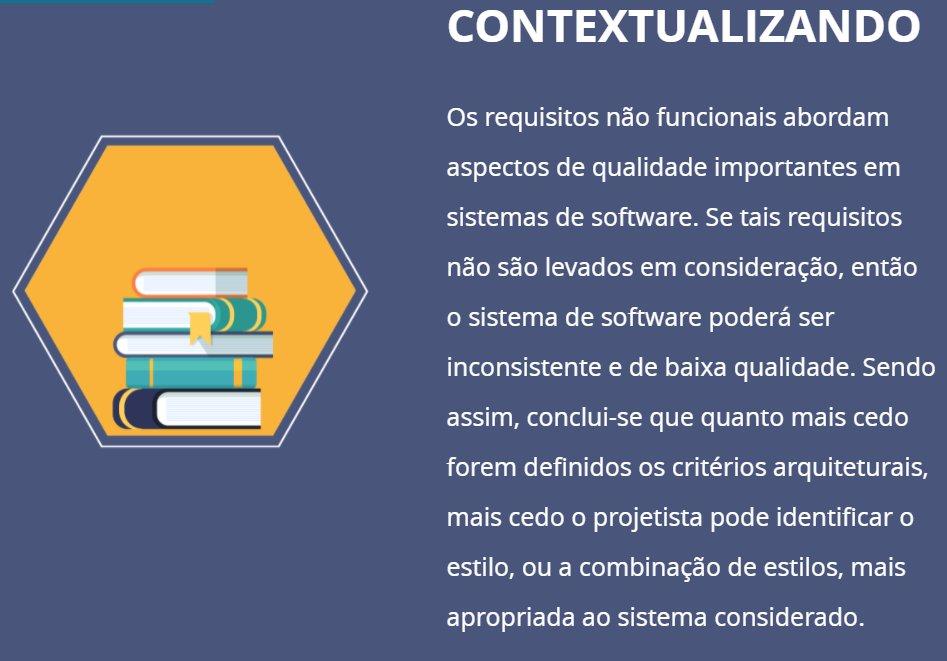 CONTEXTUALIZANDO
Os requisitos não funcionais abordam
aspectos de qualidade importantes em
sistemas de software. Se tais requisitos
não são levados em consideração, então
o sistema de software poderá ser
inconsistente e de baixa qualidade. Sendo
assim, conclui-se que quanto mais cedo
forem definidos os critérios arquiteturais,
mais cedo o projetista pode identificar o
estilo, ou a combinação de estilos, mais
apropriada ao sistema considerado.